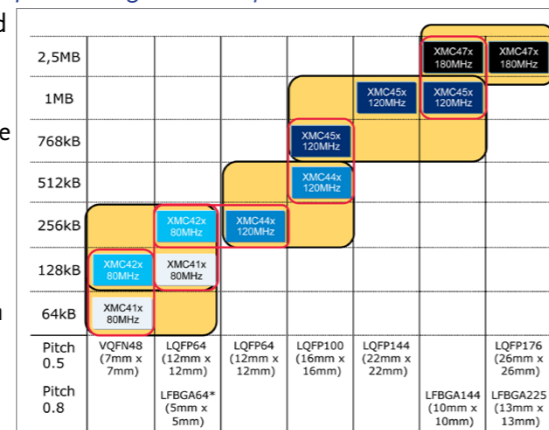 d
2,5MB
XMC47x
180MHz
XMC47x
180MHz
1MB
XMC45x
120MHz
XMC45x
120MHz
e
768kB
XMC45x
120MHz
512kB
XMC44x
120MHz
256kB
XMC42x
80MHz
XMC44x
120MHz
128kB
XMC42x
80MHz
XMC41x
80MHz
64kB
XMC41x
80MHz
Pitch
0.5
VQFN48
(7mm x
7mm)
LQFP64
(12mm x
12mm)
LQFP64
(12mm x
12mm)
LQFP100
(16mm x
16mm)
LQFP144
(22mm x
22mm)
LQFP176
(26mm x
26mm)
Pitch
0.8
LFBGA64*
(5mm x
5mm)
LFBGA144
(10mm x
10mm)
LFBGA225
(13mm x
13mm)